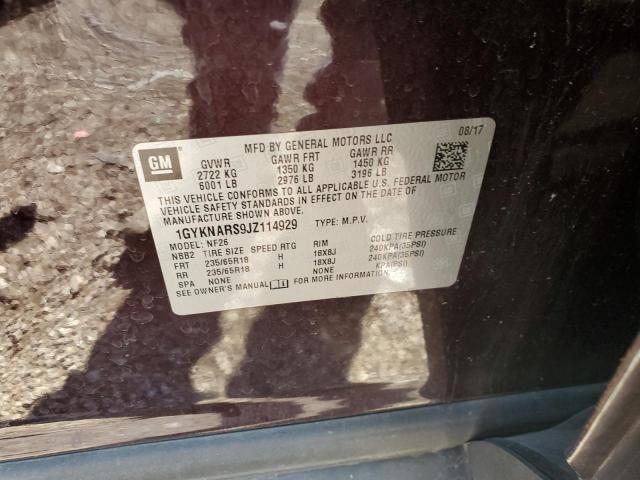 MFD BY GENERAL MOTORS LLC 08/17
GM
GVWR GAWR FRT GAWR RR
2722 KG 1350 KG 1450 KG
6001 LB 2976 LB 3196 LB
THIS VEHICLE CONFORMS TO ALL APPLICABLE U.S. FEDERAL MOTOR
VEHICLE SAFETY STANDARDS IN EFFECT ON THE DATE OF
MANUFACTURE SHOWN ABOVE.
1GYKNARS9JZ114929 TYPE: M.P.V.
MODEL: NF26
NBB2 TIRE SIZE SPEED RTG RIM COLD TIRE PRESSURE
FRT 235/65R18 H 18X8J 240KPA(35PSI)
RR 235/65R18 H 18X8J 240KPA(35PSI)
SPA NONE NONE KPA(PSI)
SEE OWNER'S MANUAL